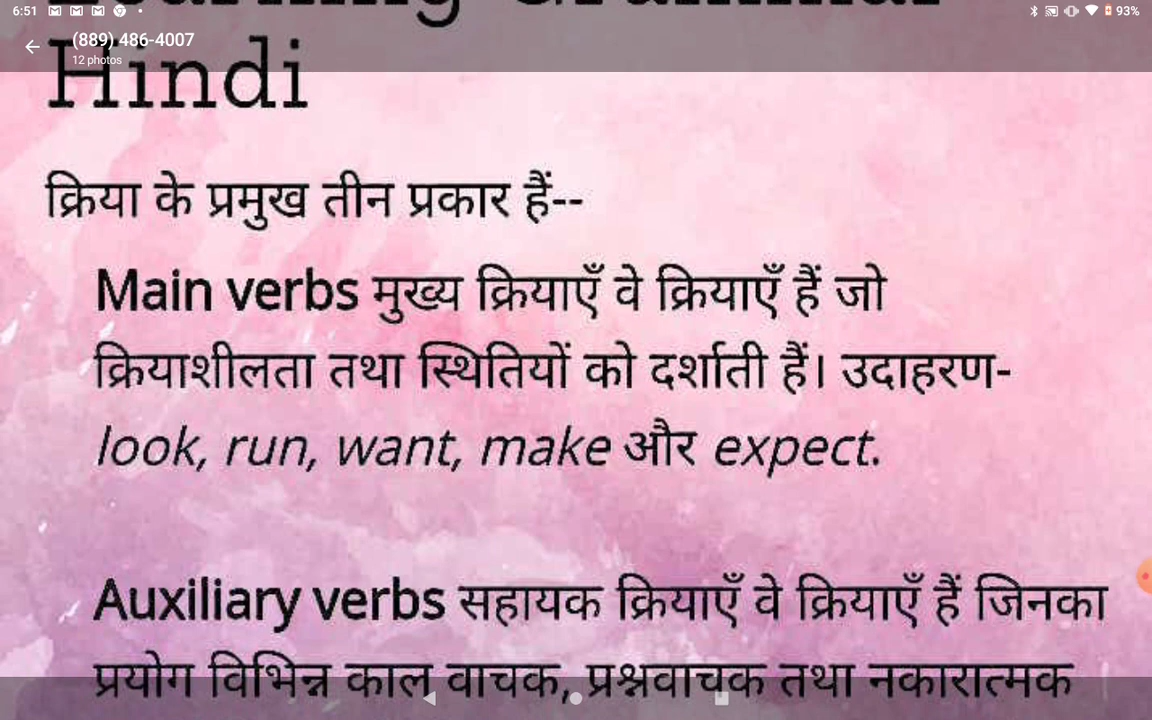 6:51
93%
(889) 486-4007
12 photos
Hindi
क्रिया के प्रमुख तीन प्रकार हैं--
Main verbs मुख्य क्रियाएँ वे क्रियाएँ हैं जो
क्रियाशीलता तथा स्थितियों को दर्शाती हैं। उदाहरण-
look, run, want, make और expect.
Auxiliary verbs सहायक क्रियाएँ वे क्रियाएँ हैं जिनका
प्रयोग विभिन्न काल वाचक, प्रश्नवाचक तथा नकारात्मक